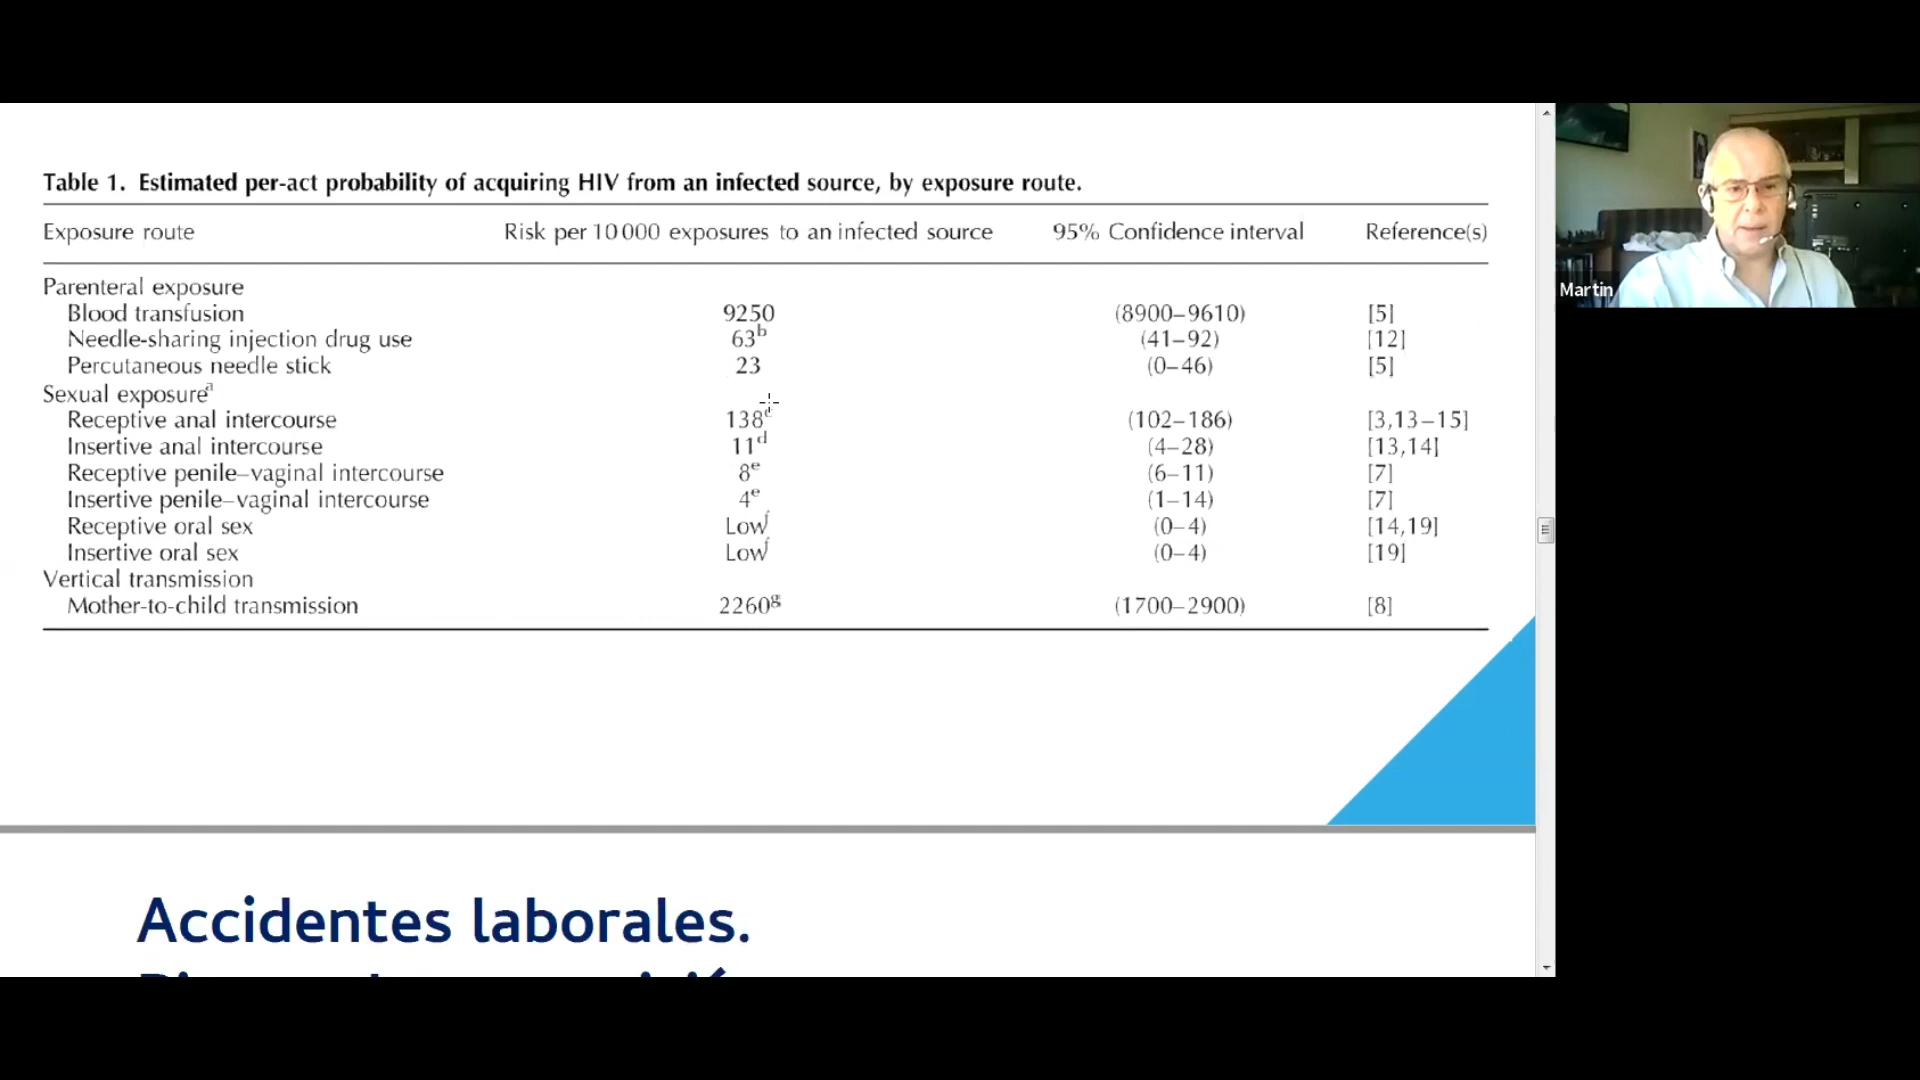 Table 1. Estimated per-act probability of acquiring HIV from an infected source, by exposure route.
Exposure route Risk per 10 000 exposures to an infected source 95% Confidence interval Reference(s)
Parenteral exposure
Blood transfusion 9250 (8900–9610) [5]
Needle-sharing injection drug use 63b (41–92) [12]
Percutaneous needle stick 23 (0–46) [5]
Sexual exposurea
Receptive anal intercourse 138c (102–186) [3,13–15]
Insertive anal intercourse 11d (4–28) [13,14]
Receptive penile–vaginal intercourse 8e (6–11) [7]
Insertive penile–vaginal intercourse 4e (1–14) [7]
Receptive oral sex Lowf (0–4) [14,19]
Insertive oral sex Lowf (0–4) [19]
Vertical transmission
Mother-to-child transmission 2260g (1700–2900) [8]
Accidentes laborales.
Martin